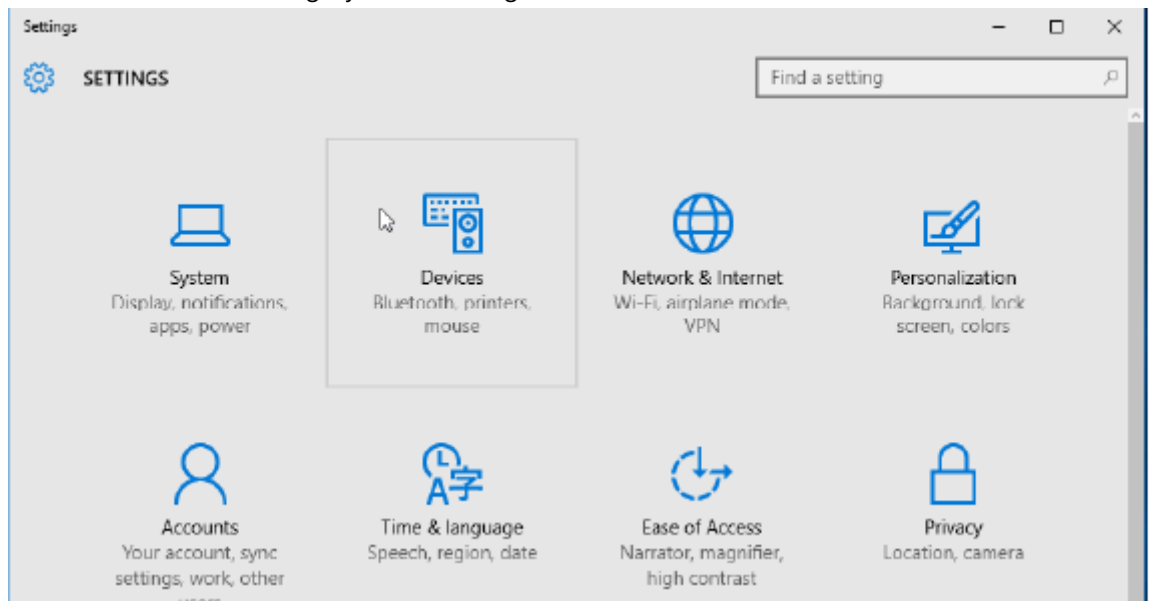 Settings
SETTINGS
Find a setting
System
Display, notifications,
apps, power
Devices
Bluetooth, printers,
mouse
Network & Internet
Wi-Fi, airplane mode,
VPN
Personalization
Background, lock
screen, colors
A字
Accounts
Your account, sync
settings, work, other
Time & language
Speech, region, date
Ease of Access
Narrator, magnifier,
high contrast
Privacy
Location, camera